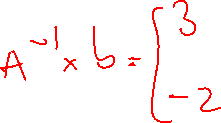 A⁻¹ × b = [3
-2